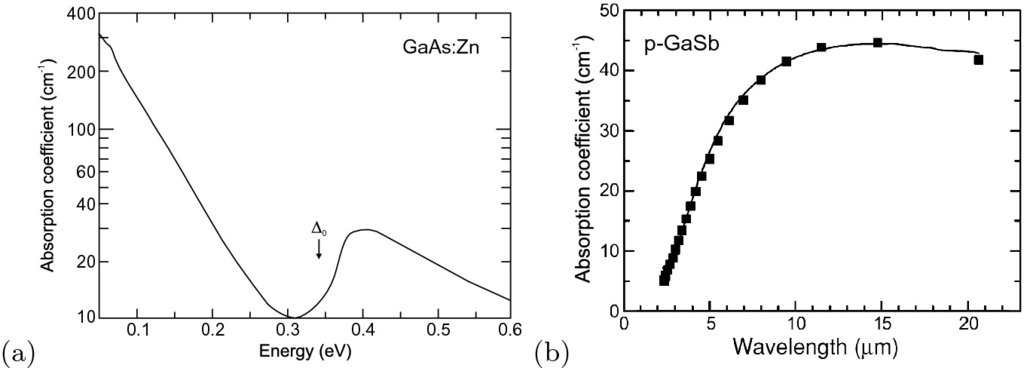 400
200
100
60
40
20
10
Absorption coefficient (cm⁻¹)
GaAs:Zn
Δ₀
0.1 0.2 0.3 0.4 0.5 0.6
Energy (eV)
(a)
50
40
30
20
10
0
Absorption coefficient (cm⁻¹)
p-GaSb
0 5 10 15 20
Wavelength (μm)
(b)